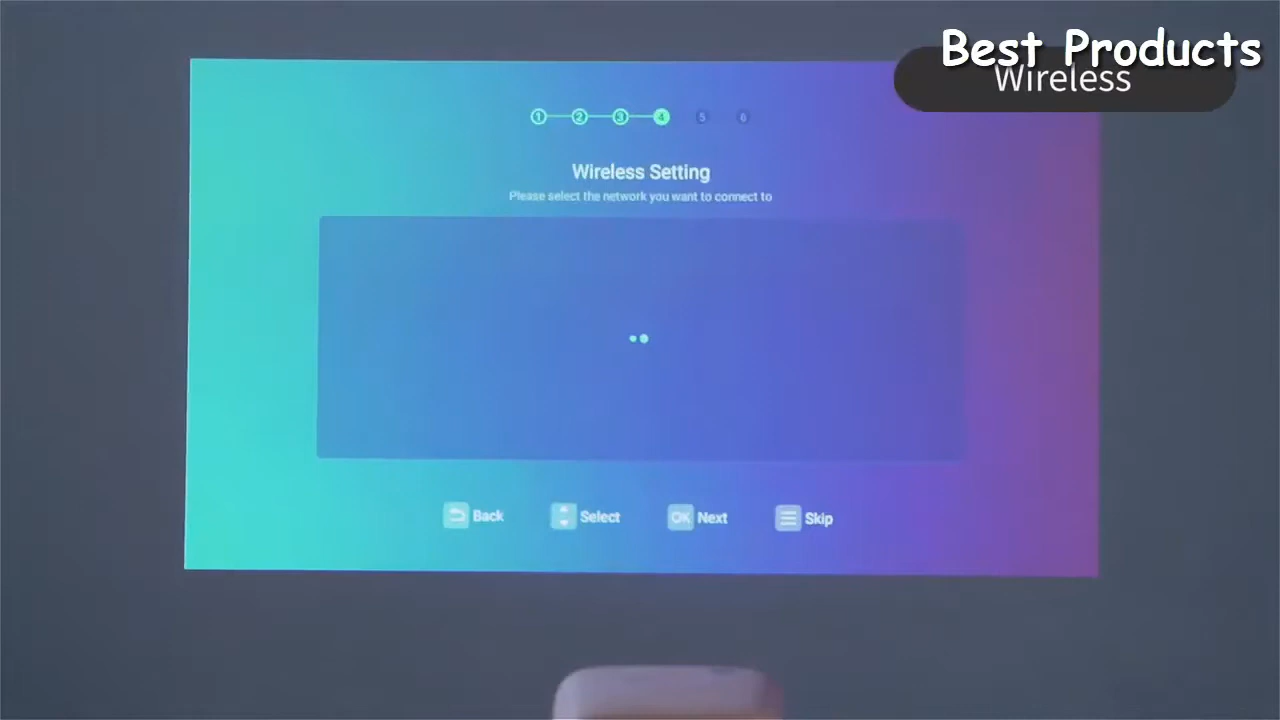 Best Products
Wireless
1 2 3 4 5 6
Wireless Setting
Please select the network you want to connect to
Back Select OK Next Skip